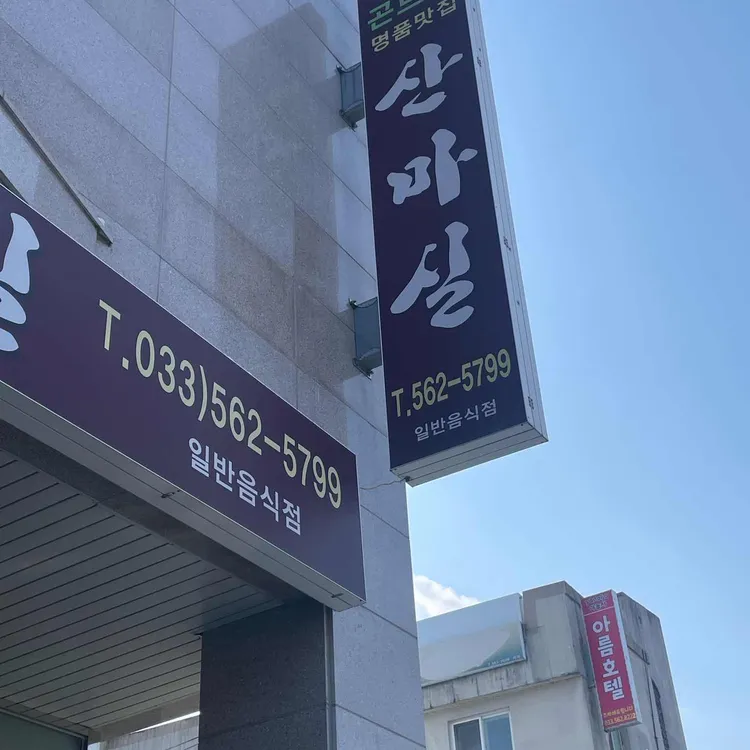 명품맛집
산마실
T.562-5799
일반음식점
실
T.033)562-5799
일반음식점
아름호텔